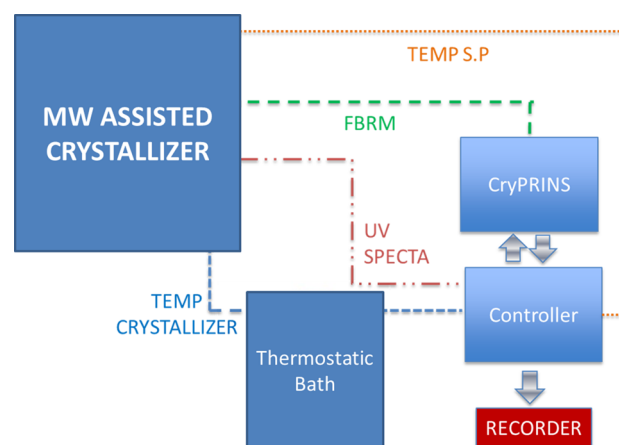 MW ASSISTED
CRYSTALLIZER
TEMP S.P
FBRM
CryPRINS
UV
SPECTA
TEMP
CRYSTALLIZER
Controller
Thermostatic
Bath
RECORDER